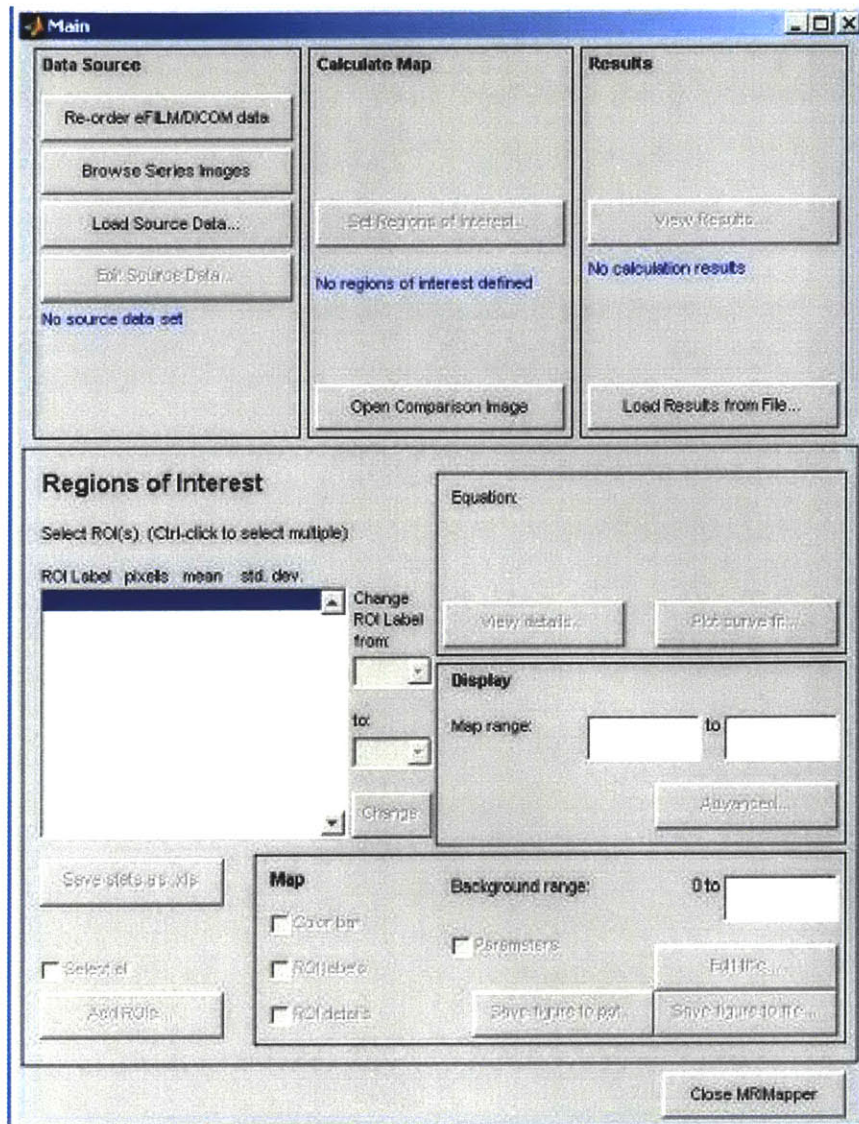 Main
Data Source
Re-order eFILM/DICOM data
Browse Series Images
Load Source Data...
Edit Source Data...
No source data set
Calculate Map
Set Regions of Interest...
No regions of interest defined
Open Comparison Image
Results
View Results...
No calculation results
Load Results from File...
Regions of Interest
Select ROI(s) (Ctrl-click to select multiple)
ROI Label pixels mean std. dev.
Change
ROI Label
from:
to:
Change
Save stats as .xls
Select all
Add ROIs...
Equation:
View details...
Plot curve fit...
Display
Map range:
to
Advanced...
Map
Color bar
ROI labels
ROI details
Background range:
0 to
Parameters
Edit title...
Save figure to ppt...
Save figure to file...
Close MRIMapper